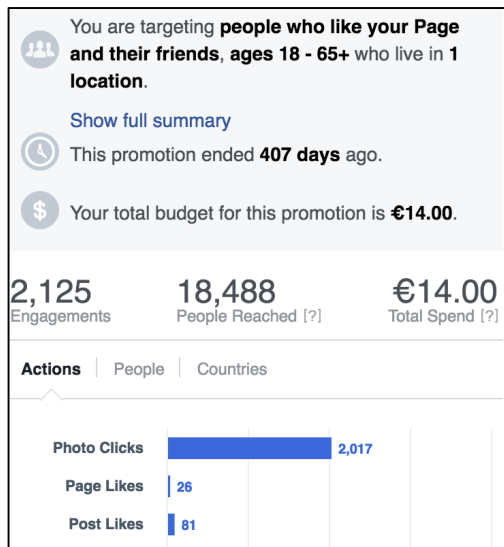 You are targeting people who like your Page
and their friends, ages 18 - 65+ who live in 1
location.
Show full summary
This promotion ended 407 days ago.
$ Your total budget for this promotion is €14.00.
2,125 18,488 €14.00
Engagements People Reached [?] Total Spend [?]
Actions People Countries
Photo Clicks 2,017
Page Likes 26
Post Likes 81